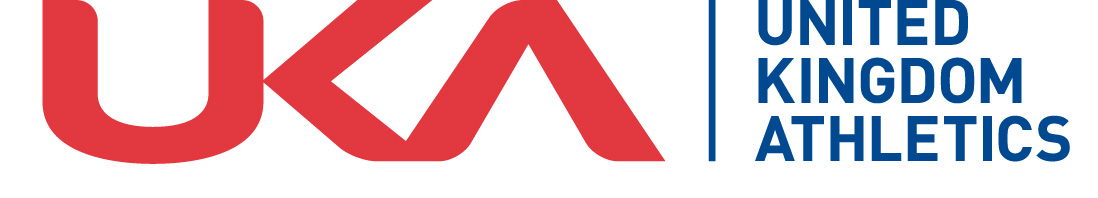 UKA
UNITED
KINGDOM
ATHLETICS